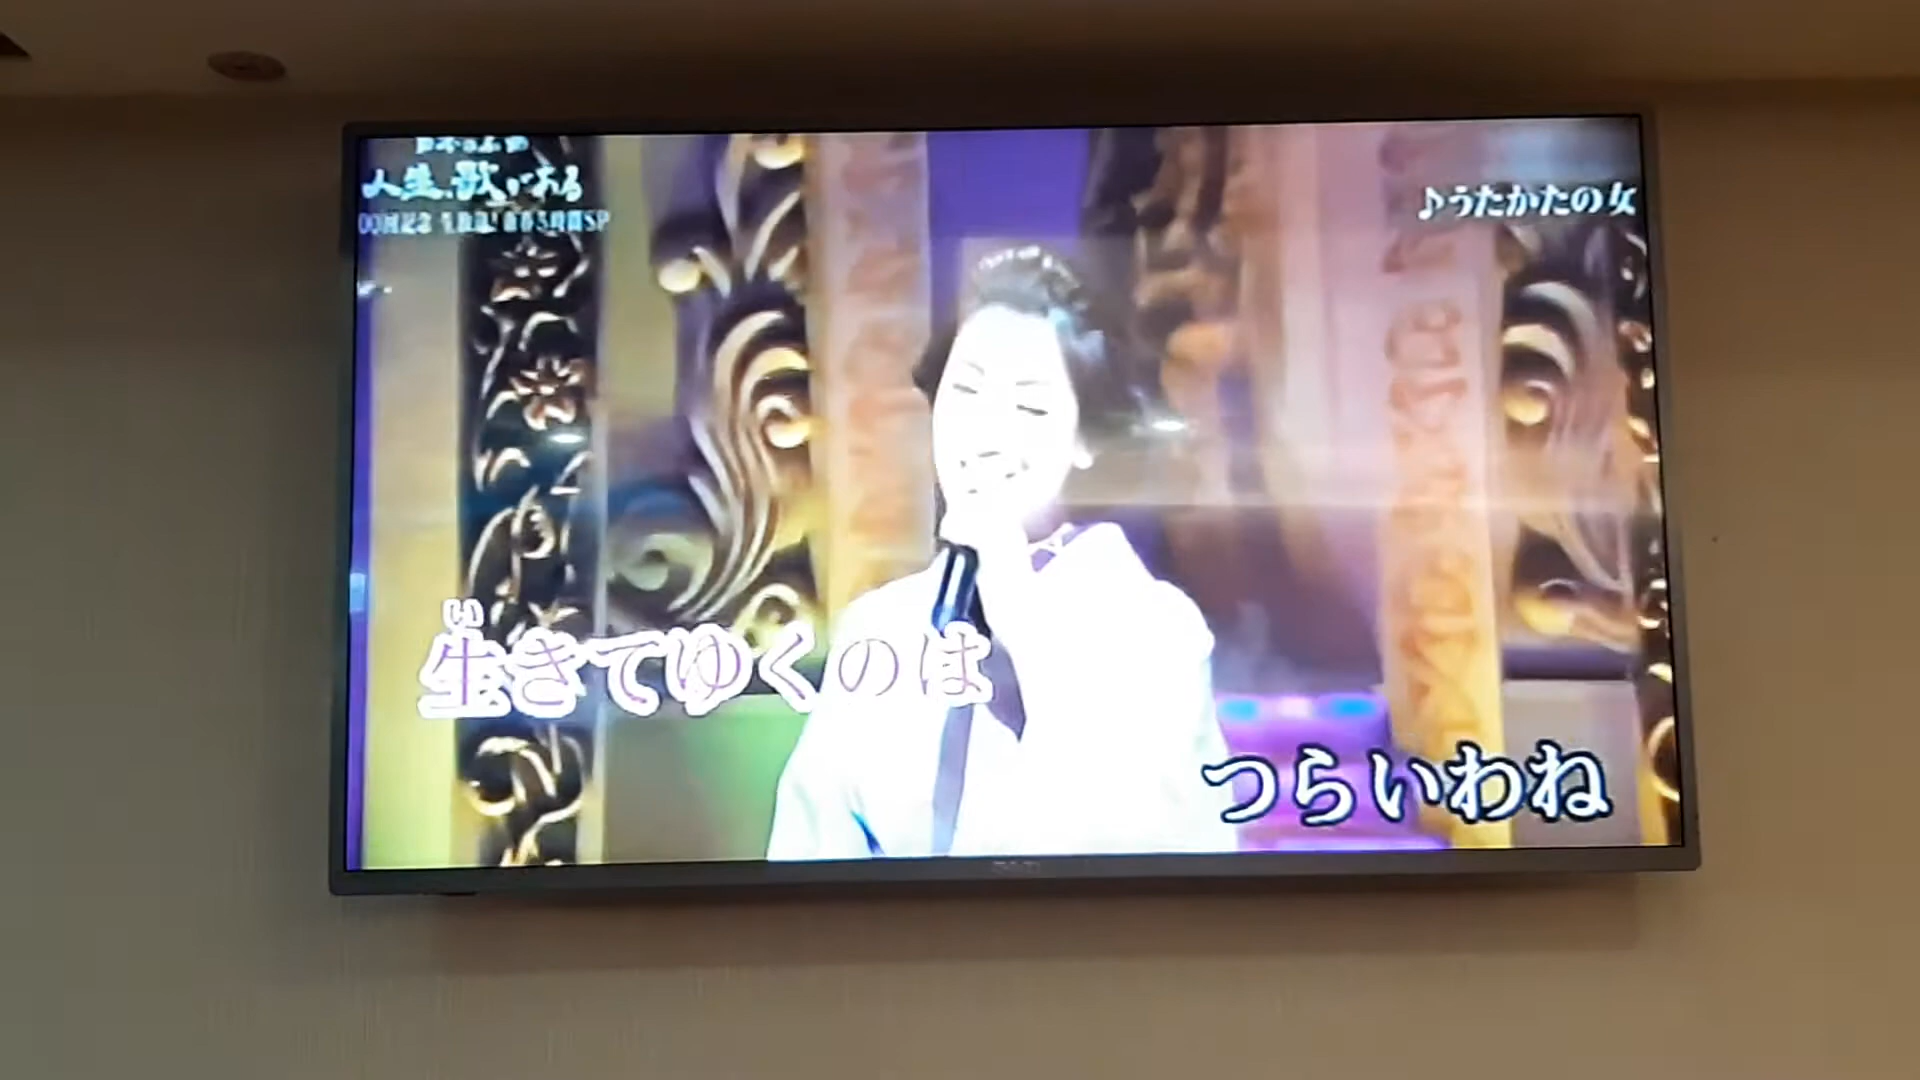 人生、歌がある
♪うたかたの女
い
生きてゆくのは
つらいわね